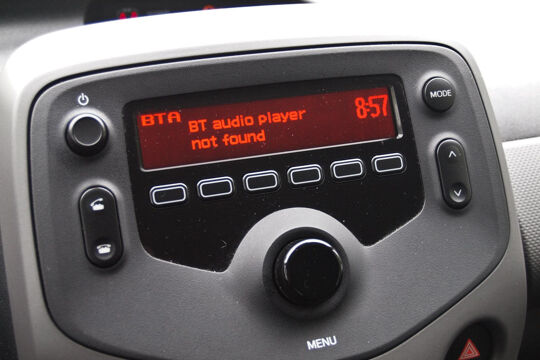 BTA
BT audio player
not found
8:57
MODE
MENU